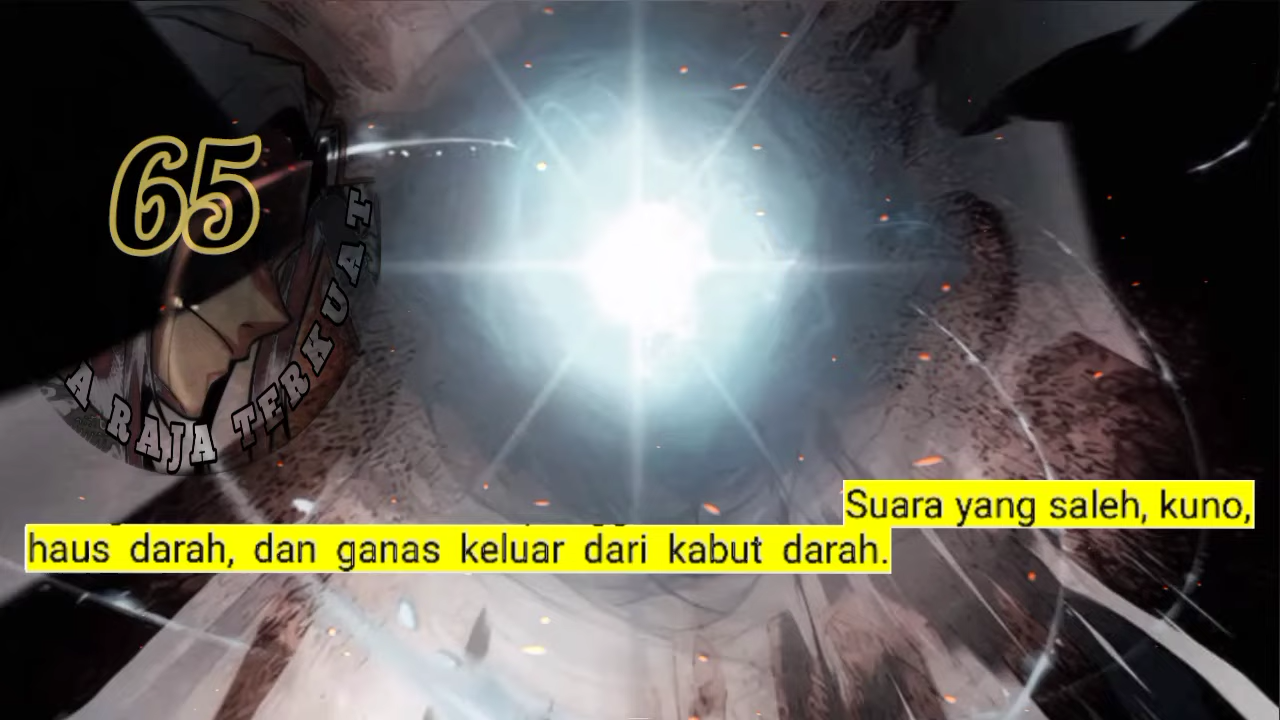 65
A RAJA TERKUAT
Suara yang saleh, kuno,
haus darah, dan ganas keluar dari kabut darah.